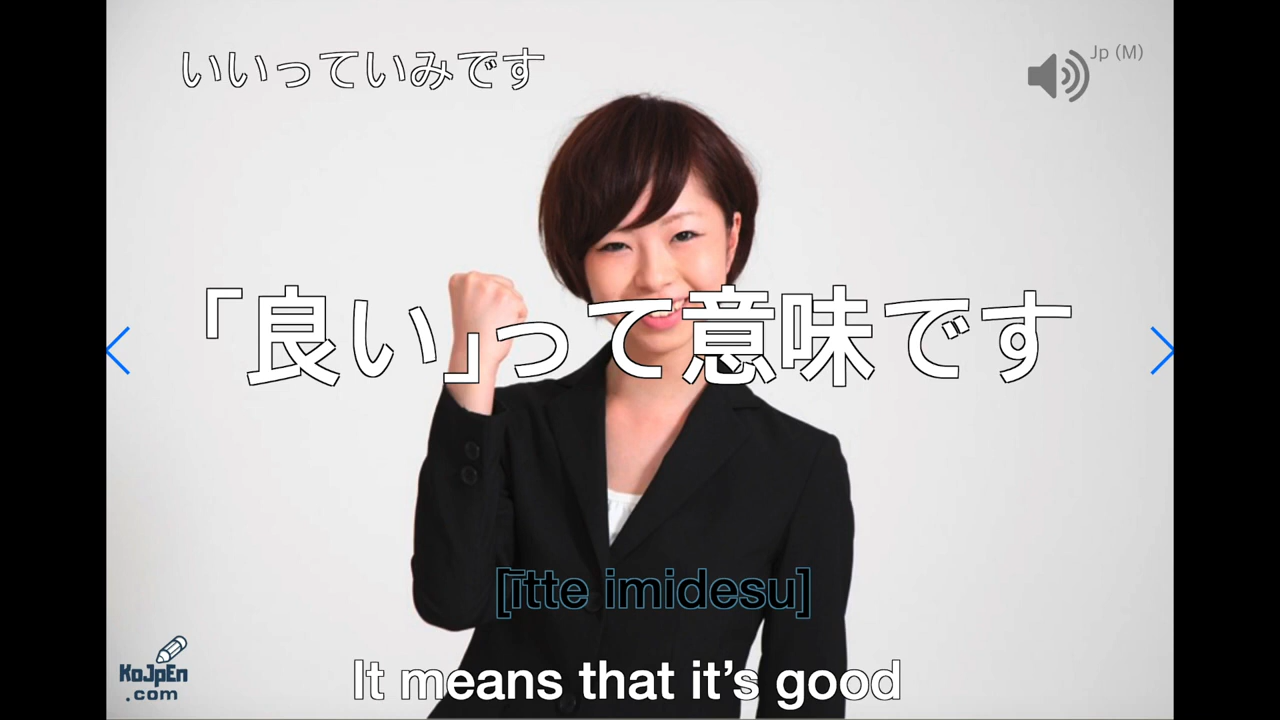 いいっていみです
Jp (M)
「良い」って意味です
[ītte imidesu]
It means that it's good
KoJpEn
.com